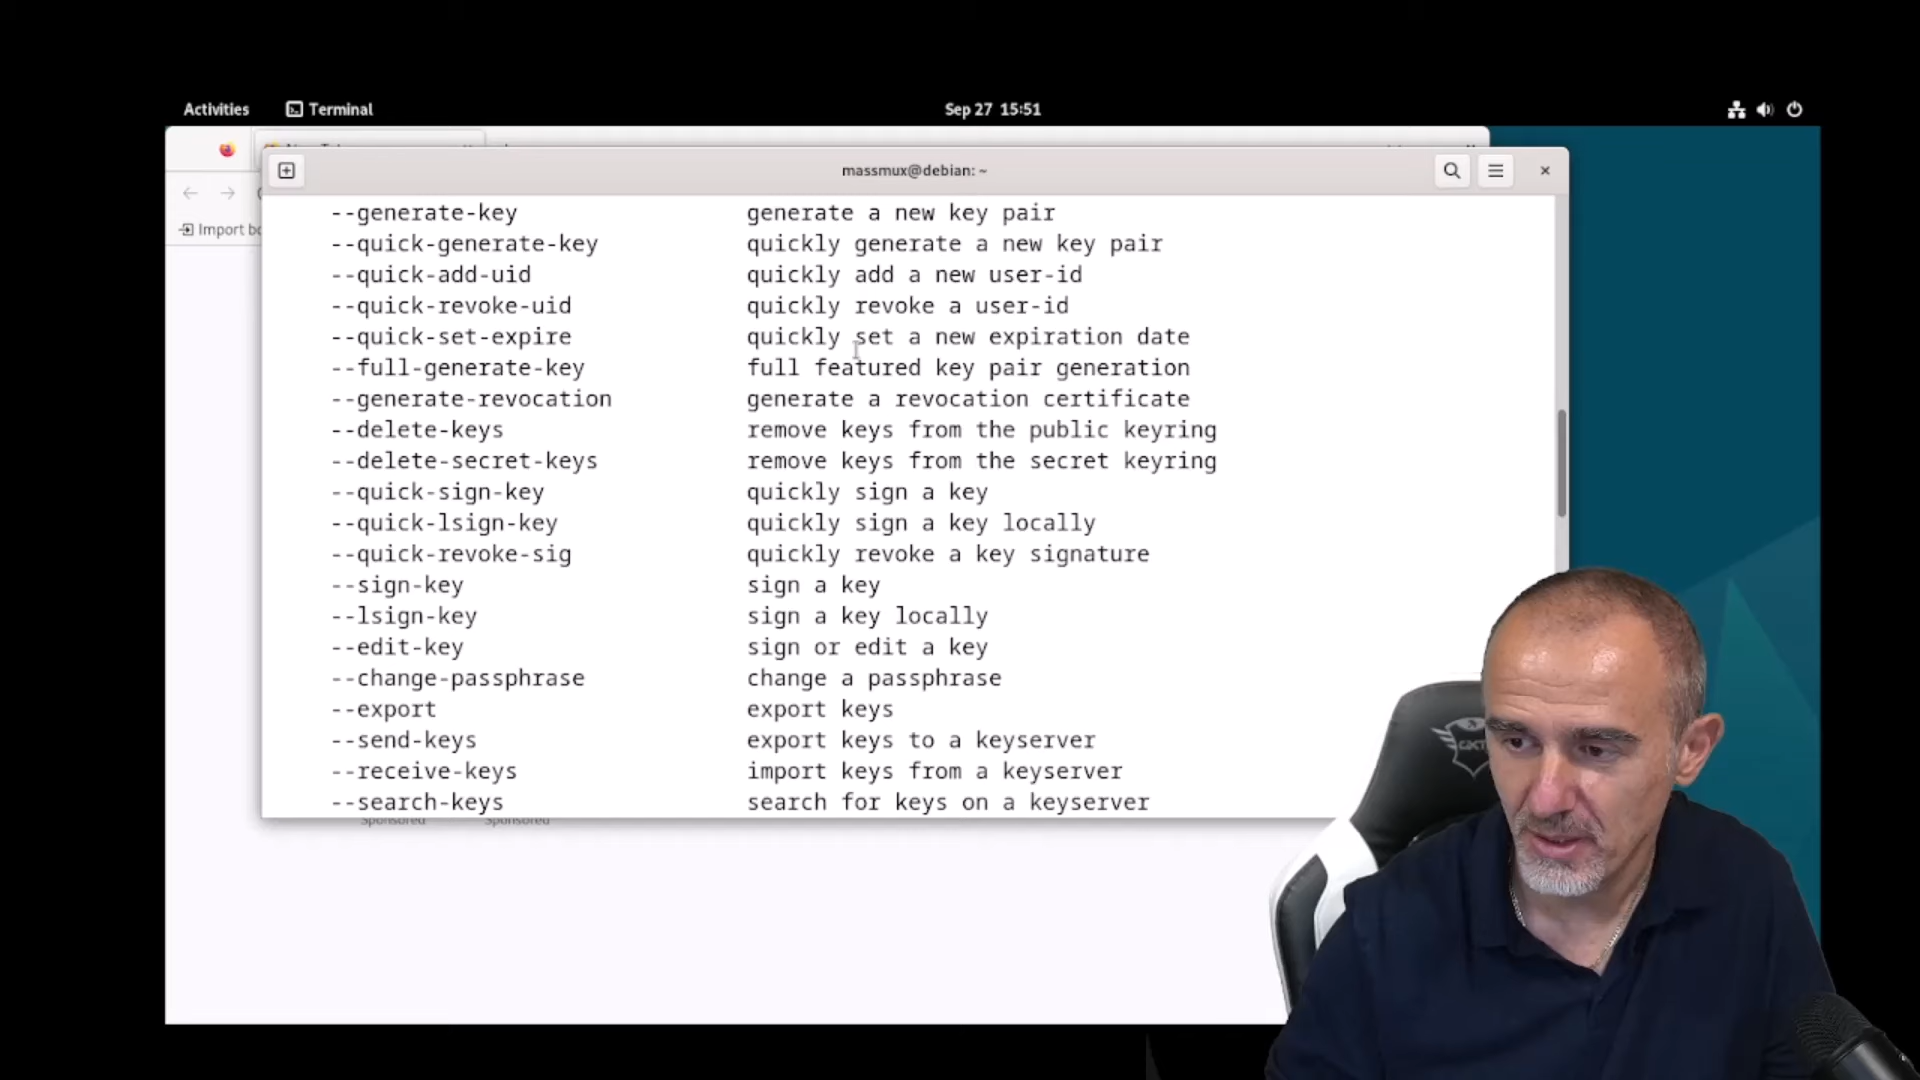 Activities Terminal Sep 27 15:51
massmux@debian: ~
Import bo
--generate-key generate a new key pair
--quick-generate-key quickly generate a new key pair
--quick-add-uid quickly add a new user-id
--quick-revoke-uid quickly revoke a user-id
--quick-set-expire quickly set a new expiration date
--full-generate-key full featured key pair generation
--generate-revocation generate a revocation certificate
--delete-keys remove keys from the public keyring
--delete-secret-keys remove keys from the secret keyring
--quick-sign-key quickly sign a key
--quick-lsign-key quickly sign a key locally
--quick-revoke-sig quickly revoke a key signature
--sign-key sign a key
--lsign-key sign a key locally
--edit-key sign or edit a key
--change-passphrase change a passphrase
--export export keys
--send-keys export keys to a keyserver
--receive-keys import keys from a keyserver
--search-keys search for keys on a keyserver
Sponsored Sponsored